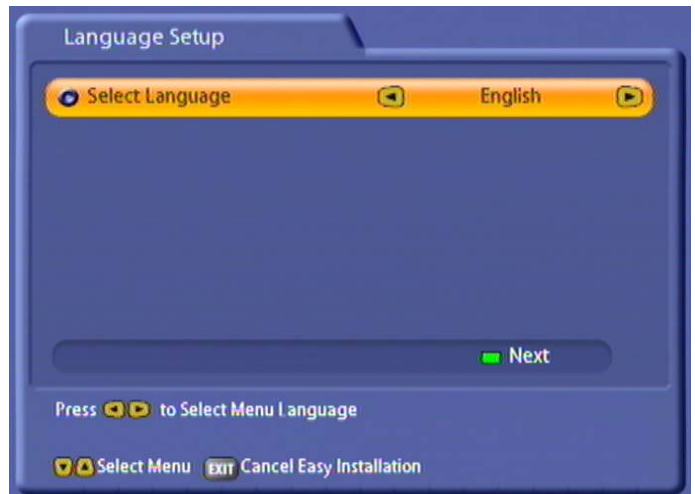 Language Setup
Select Language English
Next
Press to Select Menu Language
Select Menu EXIT Cancel Easy Installation